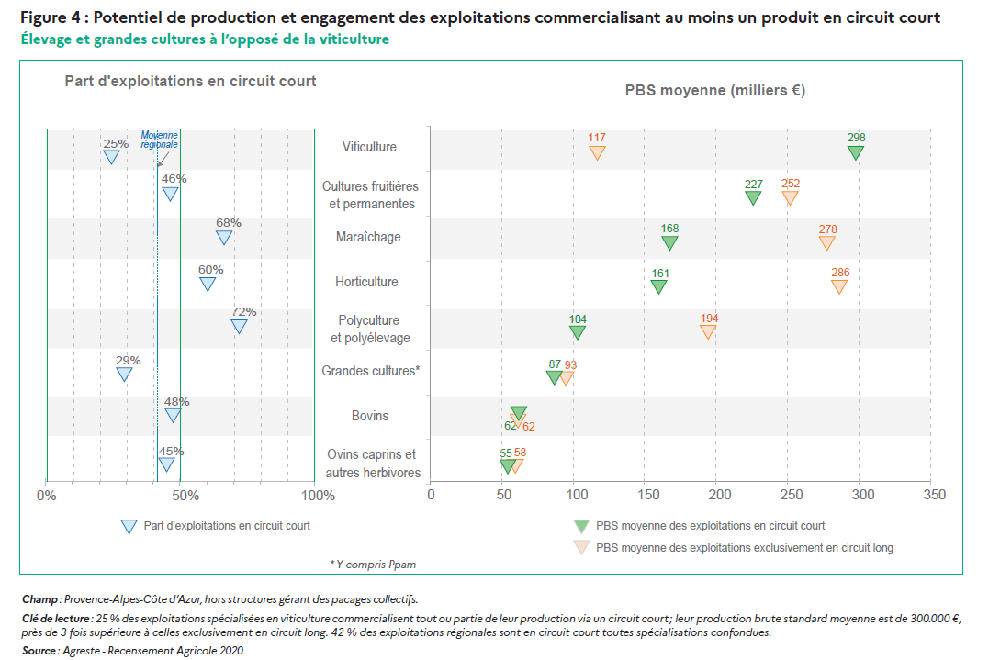 Figure 4 : Potentiel de production et engagement des exploitations commercialisant au moins un produit en circuit court
Élevage et grandes cultures à l'opposé de la viticulture
Part d'exploitations en circuit court
PBS moyenne (milliers €)
Moyenne
régionale
25%
Viticulture
117
298
46%
Cultures fruitières
et permanentes
227
252
68%
Maraîchage
168
278
60%
Horticulture
161
286
72%
Polyculture
et polyélevage
104
194
29%
Grandes cultures*
87
93
48%
Bovins
62
62
45%
Ovins caprins et
autres herbivores
55
58
0%
50%
100%
0
50
100
150
200
250
300
350
Part d'exploitations en circuit court
PBS moyenne des exploitations en circuit court
PBS moyenne des exploitations exclusivement en circuit long
* Y compris Ppam
Champ : Provence-Alpes-Côte d'Azur, hors structures gérant des pacages collectifs.
Clé de lecture : 25 % des exploitations spécialisées en viticulture commercialisent tout ou partie de leur production via un circuit court ; leur production brute standard moyenne est de 300.000 €,
près de 3 fois supérieure à celles exclusivement en circuit long. 42 % des exploitations régionales sont en circuit court toutes spécialisations confondues.
Source : Agreste - Recensement Agricole 2020